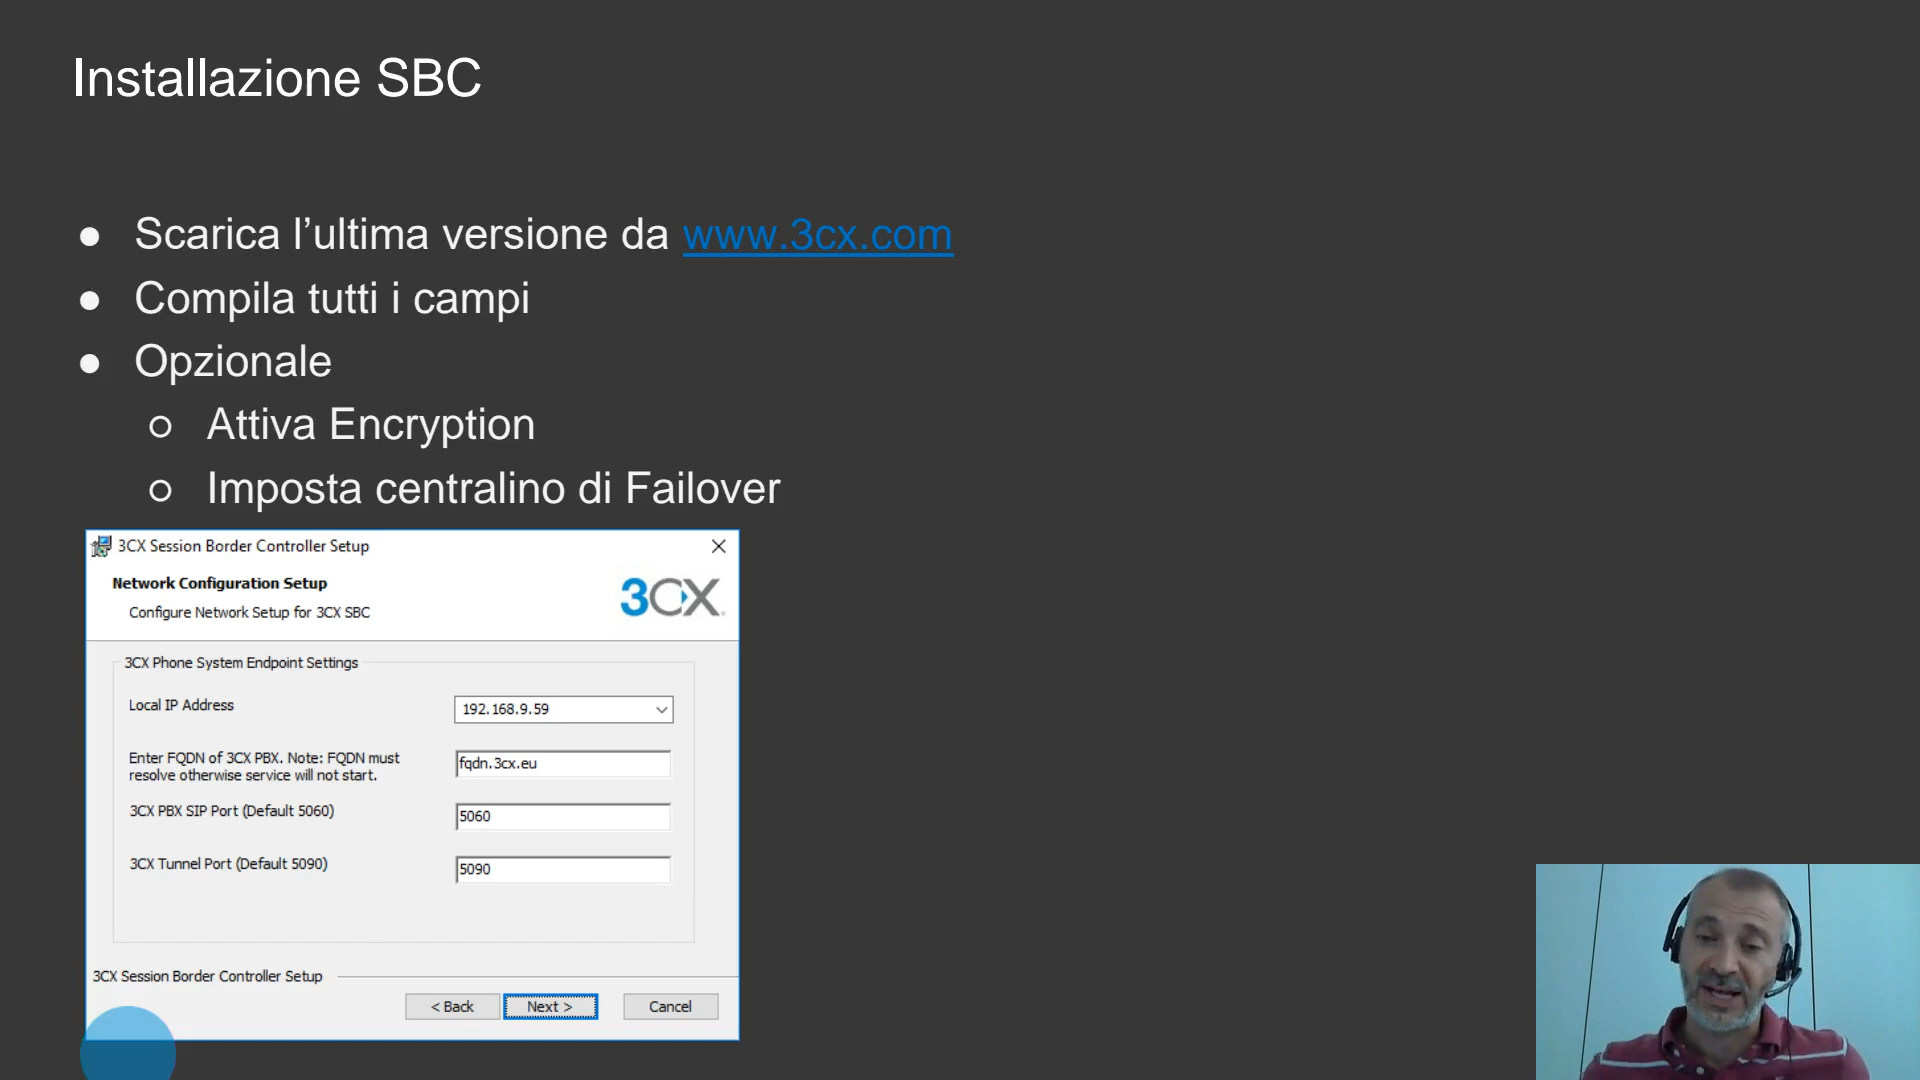 Installazione SBC
● Scarica l’ultima versione da www.3cx.com
● Compila tutti i campi
● Opzionale
○ Attiva Encryption
○ Imposta centralino di Failover
3CX Session Border Controller Setup
Network Configuration Setup
Configure Network Setup for 3CX SBC
3CX
3CX Phone System Endpoint Settings
Local IP Address 192.168.9.59
Enter FQDN of 3CX PBX. Note: FQDN must
resolve otherwise service will not start.
fqdn.3cx.eu
3CX PBX SIP Port (Default 5060) 5060
3CX Tunnel Port (Default 5090) 5090
3CX Session Border Controller Setup
< Back Next > Cancel